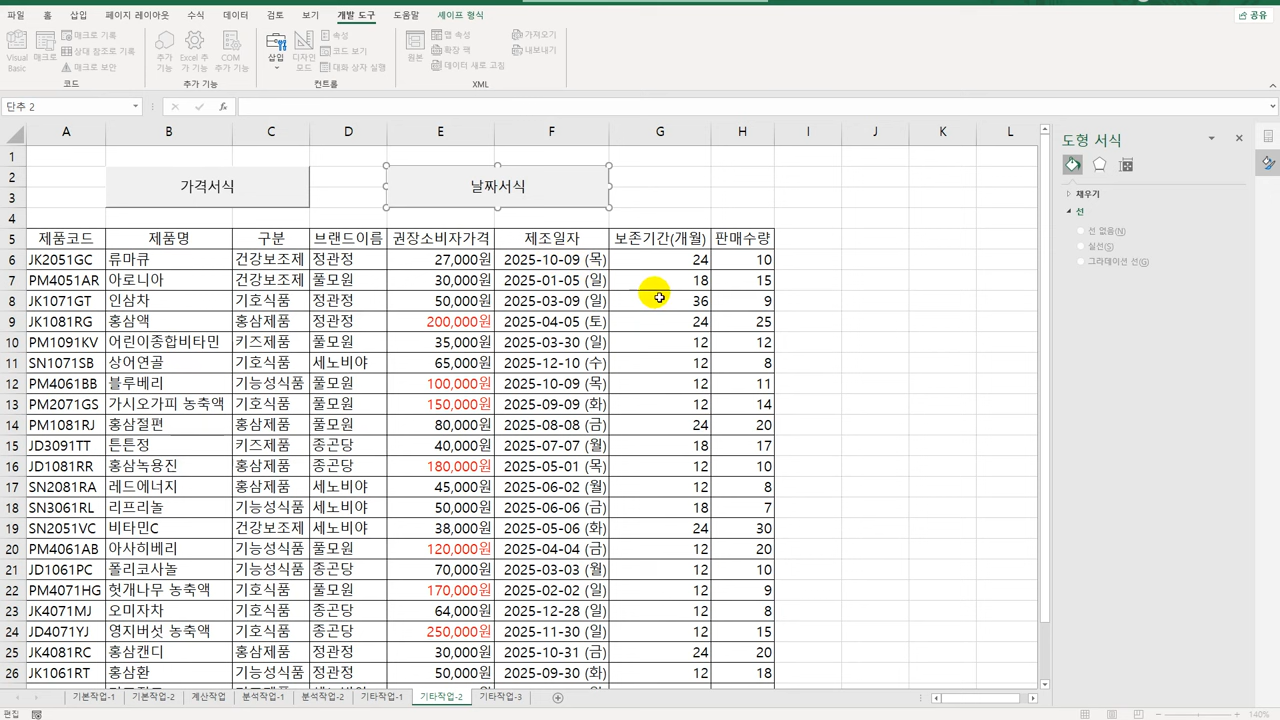 파일 홈 삽입 페이지 레이아웃 수식 데이터 검토 보기 개발 도구 도움말 셰이프 형식 공유
Visual Basic 매크로 매크로 기록 상대 참조로 기록 매크로 보안 추가 기능 Excel 추가 기능 COM 추가 기능 삽입 디자인 모드 속성 코드 보기 대화 상자 실행 원본 맵 속성 확장 팩 데이터 새로 고침 가져오기 내보내기
코드 추가 기능 컨트롤 XML
단추 2 fx
A B C D E F G H I J K L
도형 서식
1
2
가격서식 날짜서식
3
채우기
선
4
선 없음(N)
실선(S)
그라데이션 선(G)
5 제품코드 제품명 구분 브랜드이름 권장소비자가격 제조일자 보존기간(개월) 판매수량
6 JK2051GC 류마큐 건강보조제 정관정 27,000원 2025-10-09 (목) 24 10
7 PM4051AR 아로니아 건강보조제 풀모원 30,000원 2025-01-05 (일) 18 15
8 JK1071GT 인삼차 기호식품 정관정 50,000원 2025-03-09 (일) 36 9
9 JK1081RG 홍삼액 홍삼제품 정관정 200,000원 2025-04-05 (토) 24 25
10 PM1091KV 어린이종합비타민 키즈제품 풀모원 35,000원 2025-03-30 (일) 12 12
11 SN1071SB 상어연골 기호식품 세노비야 65,000원 2025-12-10 (수) 12 8
12 PM4061BB 블루베리 기능성식품 풀모원 100,000원 2025-10-09 (목) 12 11
13 PM2071GS 가시오가피 농축액 기호식품 풀모원 150,000원 2025-09-09 (화) 12 14
14 PM1081RJ 홍삼절편 홍삼제품 풀모원 80,000원 2025-08-08 (금) 24 20
15 JD3091TT 튼튼정 키즈제품 종곤당 40,000원 2025-07-07 (월) 18 17
16 JD1081RR 홍삼녹용진 홍삼제품 종곤당 180,000원 2025-05-01 (목) 12 10
17 SN2081RA 레드에너지 홍삼제품 세노비야 45,000원 2025-06-02 (월) 12 8
18 SN3061RL 리프리놀 기능성식품 세노비야 50,000원 2025-06-06 (금) 18 7
19 SN2051VC 비타민C 건강보조제 세노비야 38,000원 2025-05-06 (화) 24 30
20 PM4061AB 아사히베리 기능성식품 풀모원 120,000원 2025-04-04 (금) 12 20
21 JD1061PC 폴리코사놀 기능성식품 종곤당 70,000원 2025-03-03 (월) 12 10
22 PM4071HG 헛개나무 농축액 기호식품 풀모원 170,000원 2025-02-02 (일) 12 9
23 JK4071MJ 오미자차 기호식품 종곤당 64,000원 2025-12-28 (일) 12 8
24 JD4071YJ 영지버섯 농축액 기호식품 종곤당 250,000원 2025-11-30 (일) 12 15
25 JK4081RC 홍삼캔디 홍삼제품 정관정 30,000원 2025-10-31 (금) 24 20
26 JK1061RT 홍삼환 기능성식품 정관정 50,000원 2025-09-30 (화) 12 18
기본작업-1 기본작업-2 계산작업 분석작업-1 분석작업-2 기타작업-1 기타작업-2 기타작업-3
편집 140%